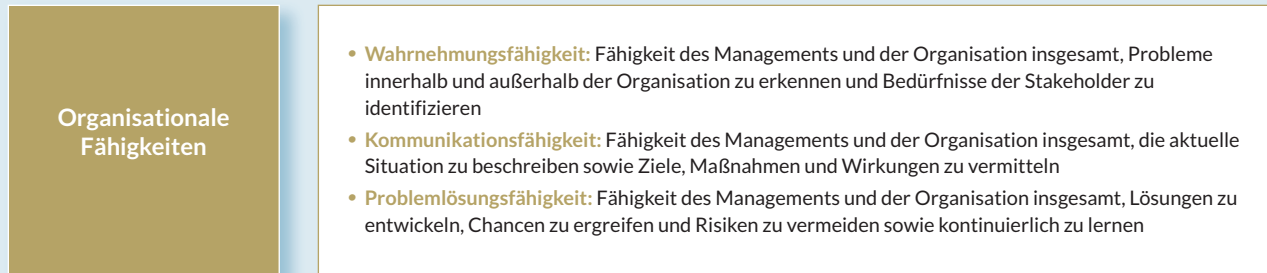 Organisationale
Fähigkeiten
• Wahrnehmungsfähigkeit: Fähigkeit des Managements und der Organisation insgesamt, Probleme
innerhalb und außerhalb der Organisation zu erkennen und Bedürfnisse der Stakeholder zu
identifizieren
• Kommunikationsfähigkeit: Fähigkeit des Managements und der Organisation insgesamt, die aktuelle
Situation zu beschreiben sowie Ziele, Maßnahmen und Wirkungen zu vermitteln
• Problemlösungsfähigkeit: Fähigkeit des Managements und der Organisation insgesamt, Lösungen zu
entwickeln, Chancen zu ergreifen und Risiken zu vermeiden sowie kontinuierlich zu lernen